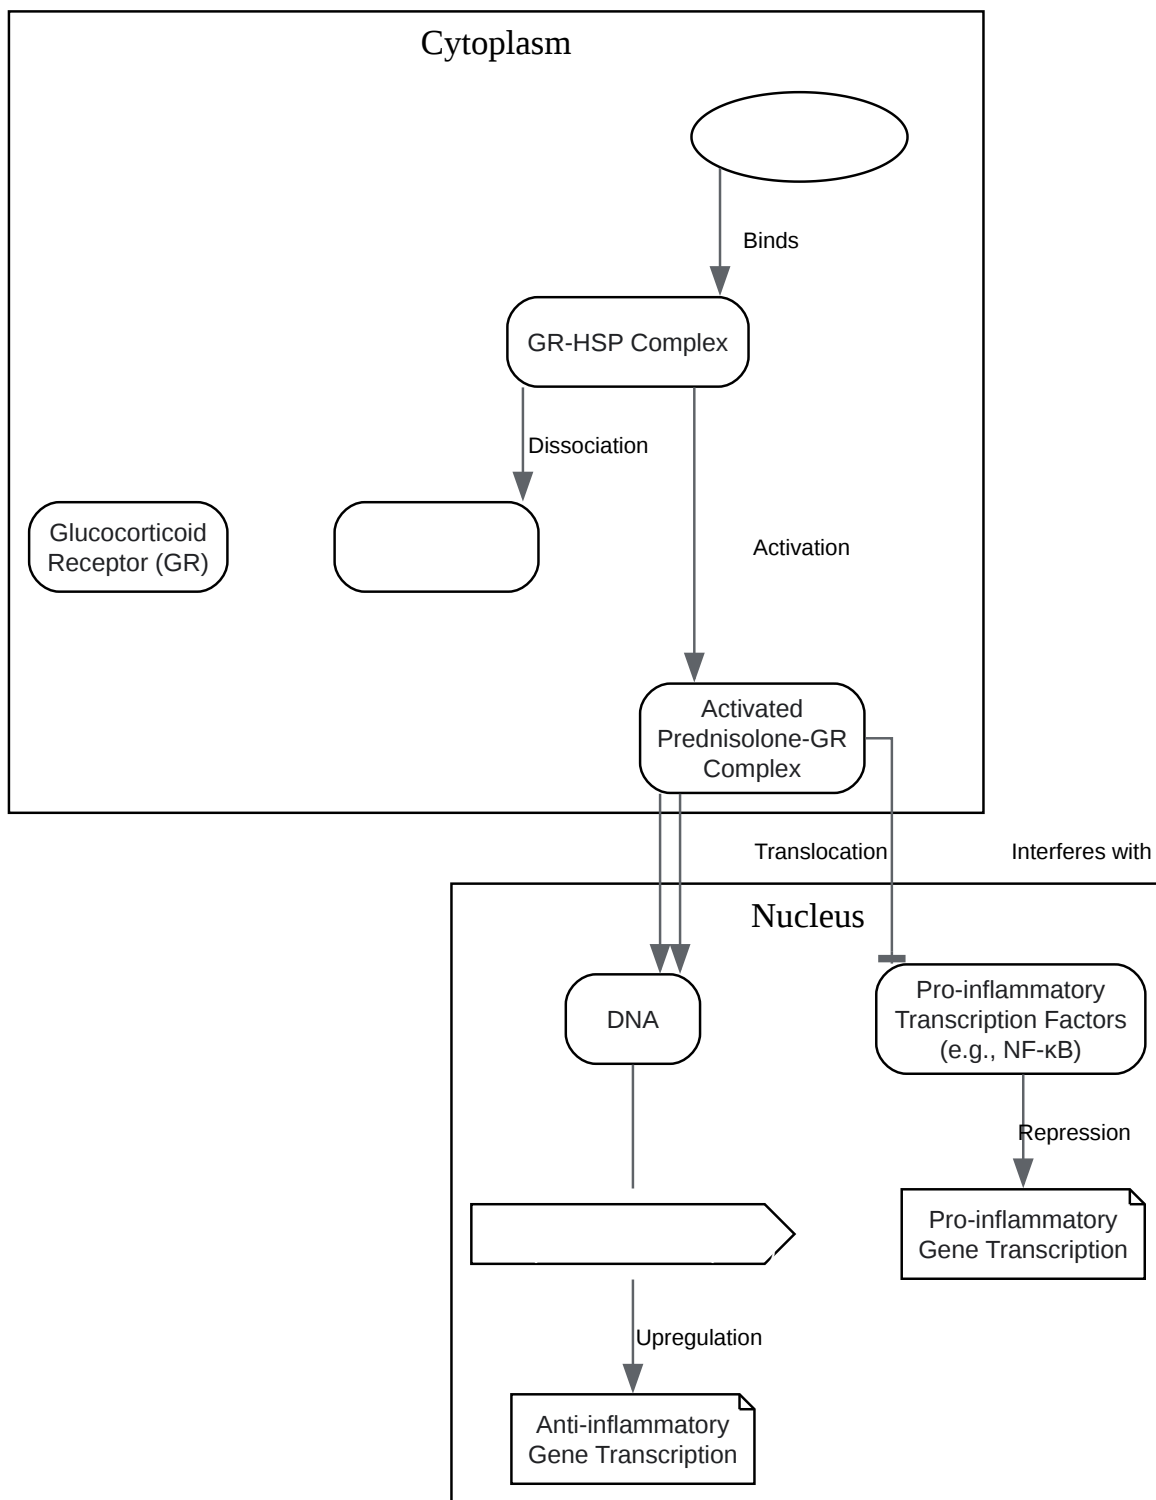 Cytoplasm
Binds
GR-HSP Complex
Dissociation
Glucocorticoid
Receptor (GR)
Activation
Activated
Prednisolone-GR
Complex
Translocation
Interferes with
Nucleus
DNA
Pro-inflammatory
Transcription Factors
(e.g., NF-κB)
Repression
Pro-inflammatory
Gene Transcription
Upregulation
Anti-inflammatory
Gene Transcription